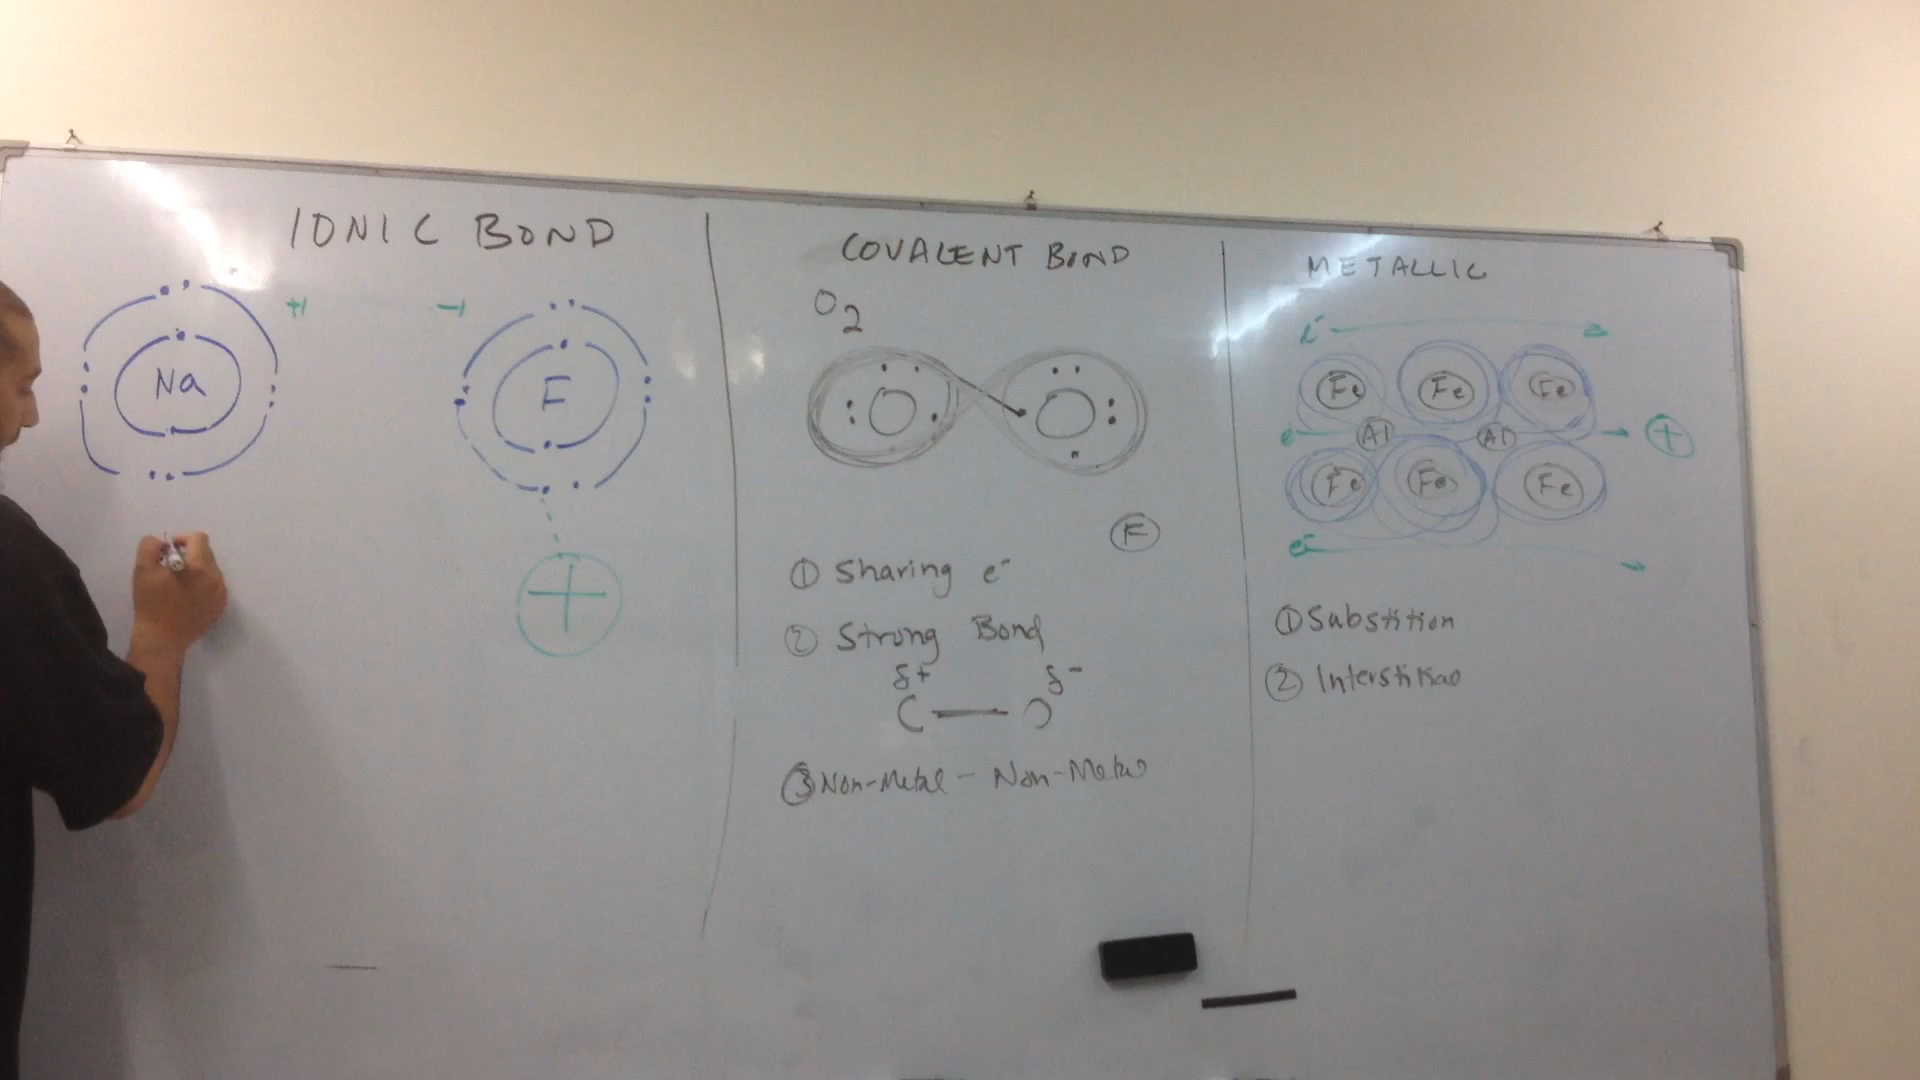 IONIC BOND
Na
+1
-1
F
+
COVALENT BOND
O2
F
① Sharing e-
② Strong Bond
δ+ δ-
C — O
③ Non-Metal - Non-Metal
METALLIC
e-
Fe Fe Fe
e- Al Al +
Fe Fe Fe
e-
① Substition
② Interstitial